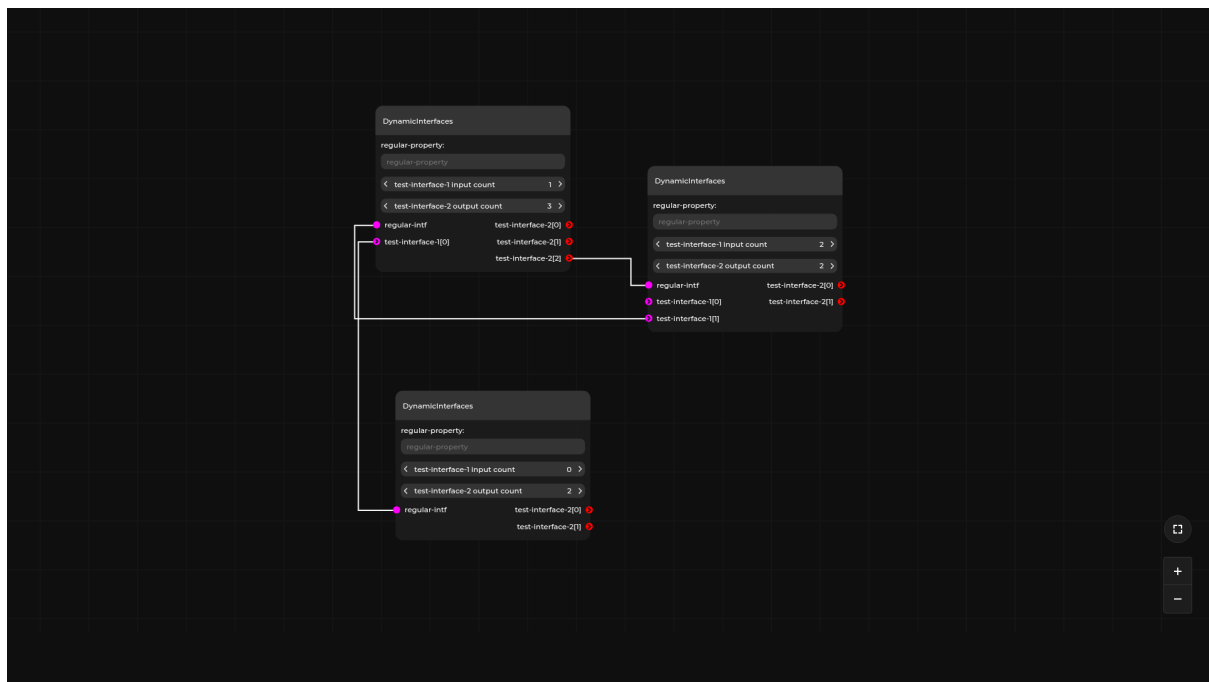 DynamicInterfaces
regular-property:
regular-property
test-interface-1 input count 1
test-interface-2 output count 3
regular-intf test-interface-2[0]
test-interface-1[0] test-interface-2[1]
test-interface-2[2]
DynamicInterfaces
regular-property:
regular-property
test-interface-1 input count 2
test-interface-2 output count 2
regular-intf test-interface-2[0]
test-interface-1[0] test-interface-2[1]
test-interface-1[1]
DynamicInterfaces
regular-property:
regular-property
test-interface-1 input count 0
test-interface-2 output count 2
regular-intf test-interface-2[0]
test-interface-2[1]